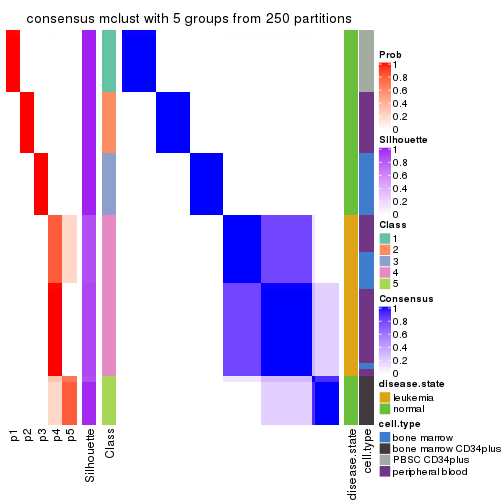 consensus mclust with 5 groups from 250 partitions
Prob
1
0.8
0.6
0.4
0.2
0
Silhouette
1
0.8
0.6
0.4
0.2
0
Class
1
2
3
4
5
Consensus
1
0.8
0.6
0.4
0.2
0
disease.state
leukemia
normal
cell.type
bone marrow
bone marrow CD34plus
PBSC CD34plus
peripheral blood
p1
p2
p3
p4
p5
Silhouette
Class
disease.state
cell.type